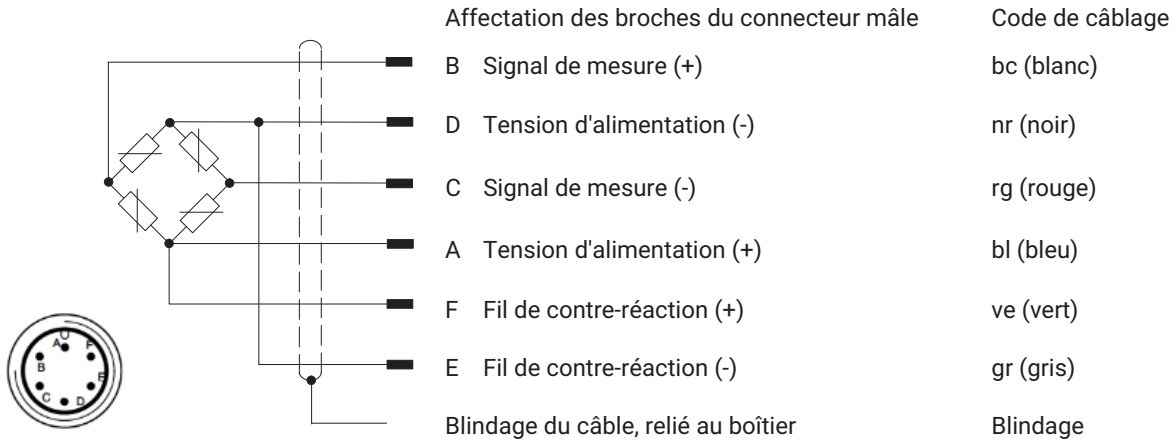 Affectation des broches du connecteur mâle Code de câblage
B Signal de mesure (+) bc (blanc)
D Tension d'alimentation (-) nr (noir)
C Signal de mesure (-) rg (rouge)
A Tension d'alimentation (+) bl (bleu)
F Fil de contre-réaction (+) ve (vert)
E Fil de contre-réaction (-) gr (gris)
Blindage du câble, relié au boîtier Blindage
A F
B E
C D